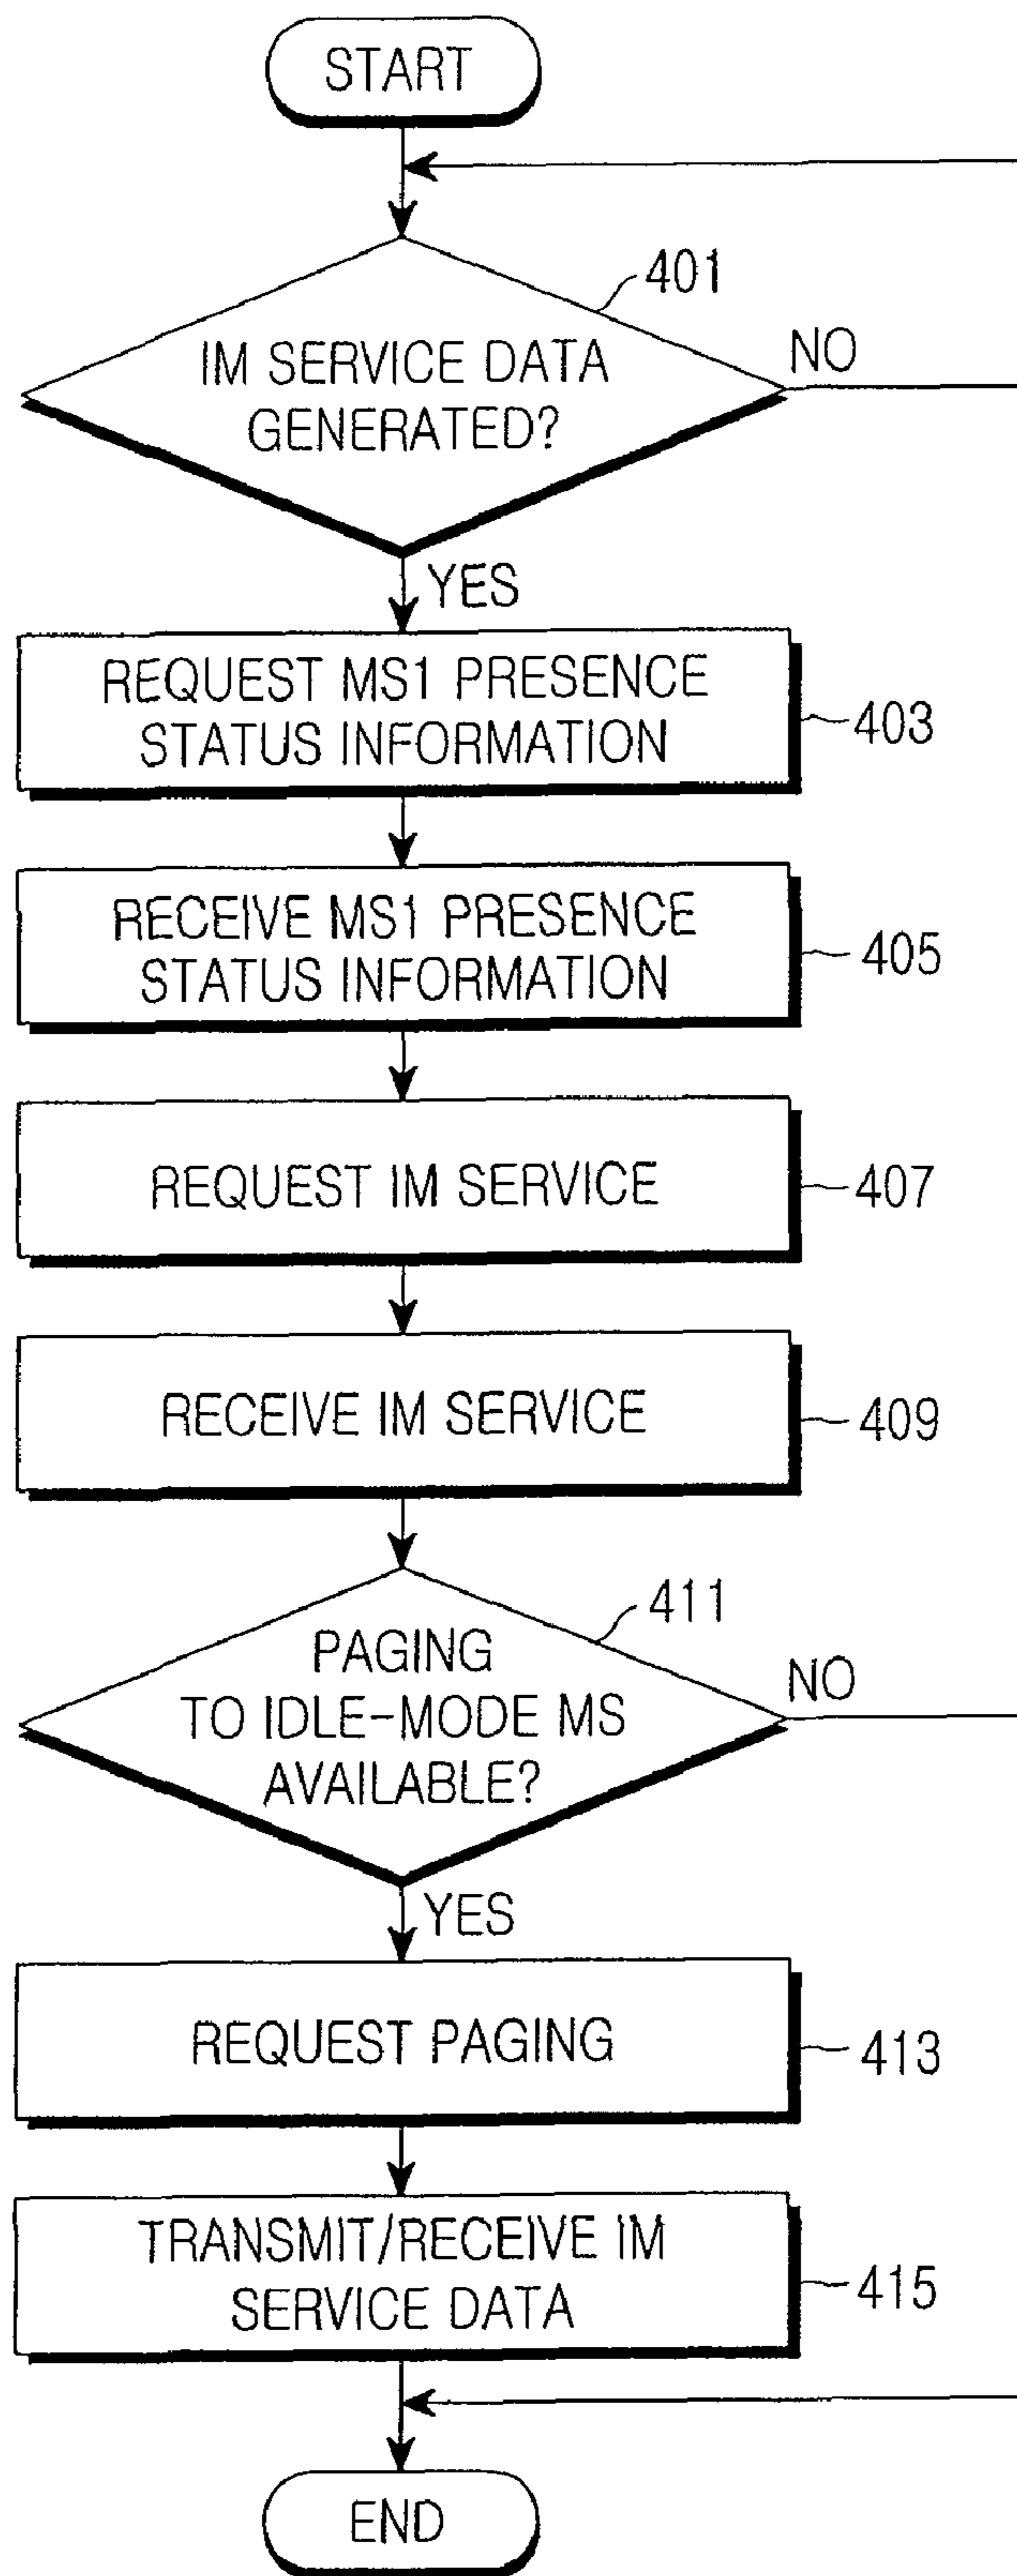 START
401
IM SERVICE DATA
GENERATED?
NO
YES
REQUEST MS1 PRESENCE
STATUS INFORMATION
403
RECEIVE MS1 PRESENCE
STATUS INFORMATION
405
REQUEST IM SERVICE
407
RECEIVE IM SERVICE
409
411
PAGING
TO IDLE-MODE MS
AVAILABLE?
NO
YES
REQUEST PAGING
413
TRANSMIT/RECEIVE IM
SERVICE DATA
415
END